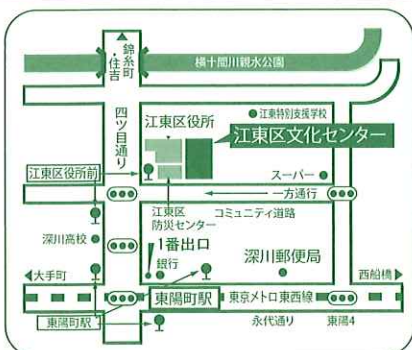 錦糸町
・住吉
横十間川親水公園
四ツ目通り
江東特別支援学校
江東区役所
江東区文化センター
江東区役所前
スーパー
一方通行
江東区
防災センター
コミュニティ道路
深川高校
1番出口
銀行
深川郵便局
大手町
西船橋
東陽町駅
東京メトロ東西線
東陽町駅
永代通り
東陽4